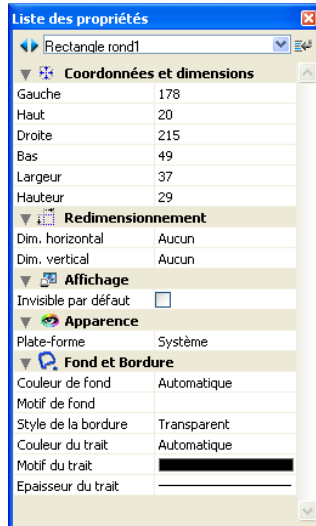 Liste des propriétés
Rectangle rond1
Coordonnées et dimensions
Gauche 178
Haut 20
Droite 215
Bas 49
Largeur 37
Hauteur 29
Redimensionnement
Dim. horizontal Aucun
Dim. vertical Aucun
Affichage
Invisible par défaut
Apparence
Plate-forme Système
Fond et Bordure
Couleur de fond Automatique
Motif de fond
Style de la bordure Transparent
Couleur du trait Automatique
Motif du trait
Epaisseur du trait